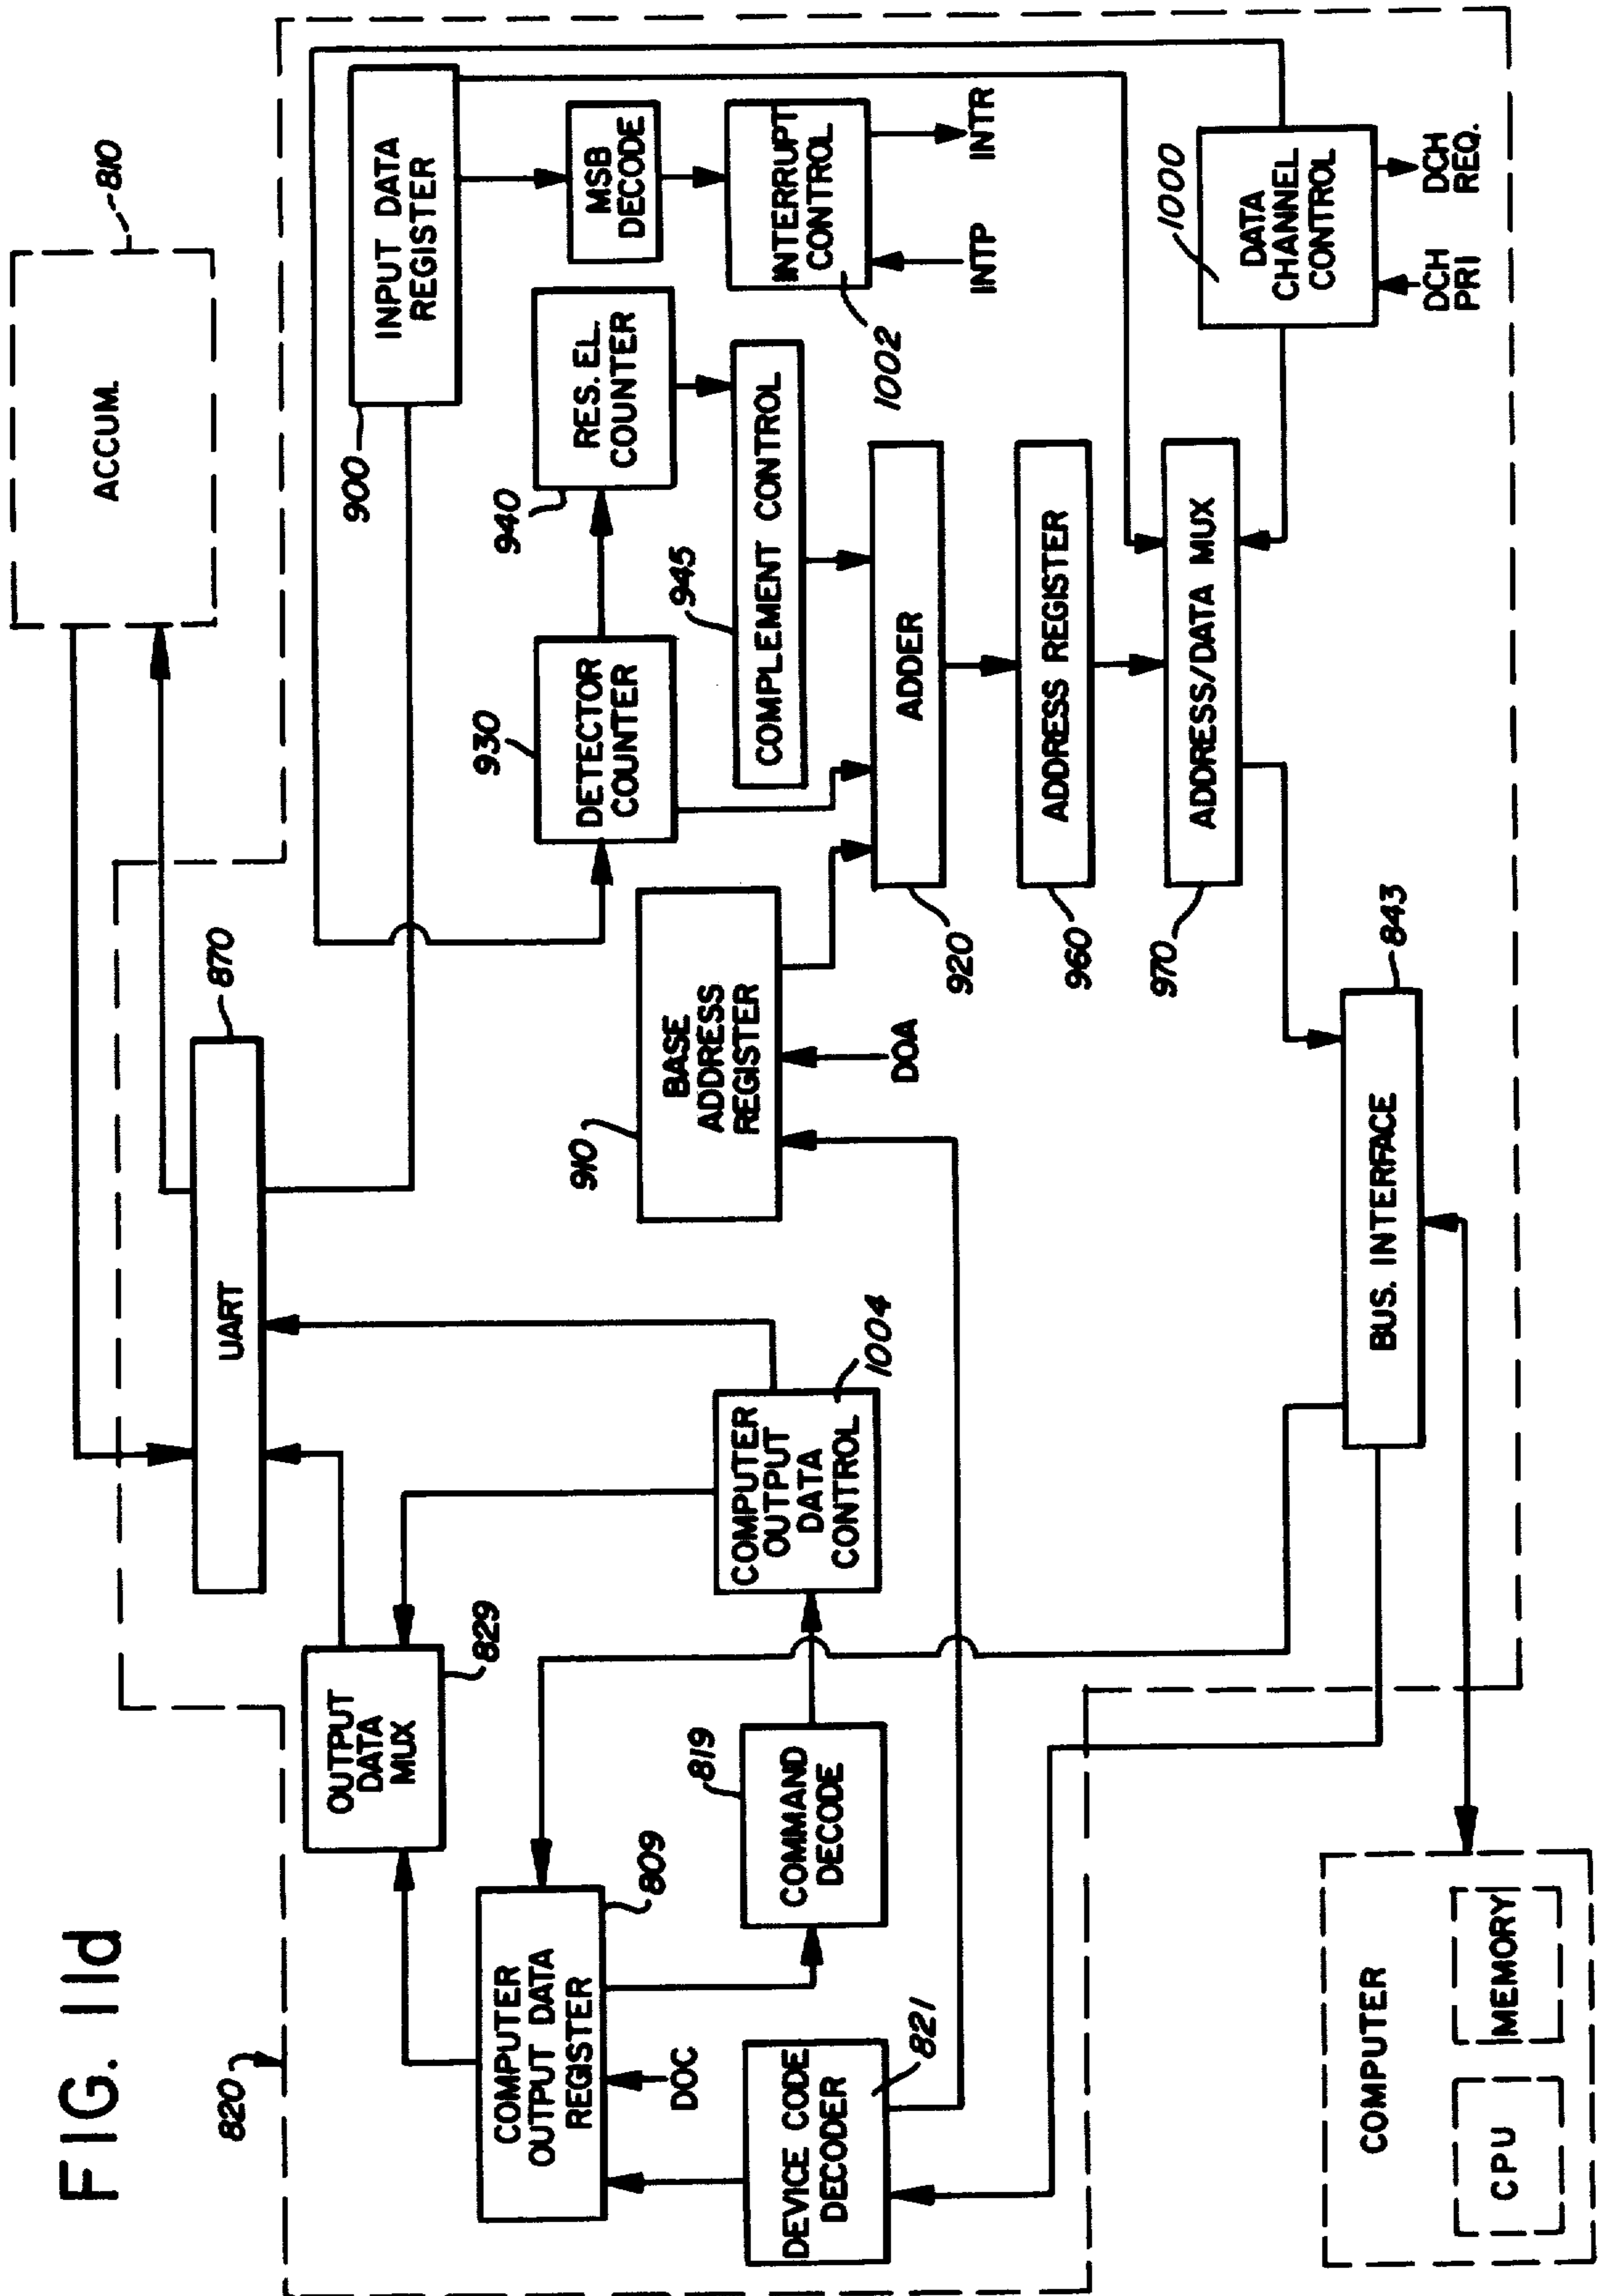 FIG. 11d
820
810
ACCUM.
870
UART
OUTPUT
DATA
MUX
829
900
INPUT DATA
REGISTER
COMPUTER
OUTPUT DATA
REGISTER
809
DOC
930
DETECTOR
COUNTER
940
RES. EL.
COUNTER
MSB
DECODE
910
BASE
ADDRESS
REGISTER
DOA
945
COMPLEMENT CONTROL
INTERRUPT
CONTROL
1002
INTP
INTR
DEVICE CODE
DECODER
821
819
COMMAND
DECODE
COMPUTER
OUTPUT
DATA
CONTROL
1004
920
ADDER
960
ADDRESS REGISTER
970
ADDRESS/DATA MUX
1000
DATA
CHANNEL
CONTROL
DCH
PRI
DCH
REQ.
BUS. INTERFACE
843
COMPUTER
CPU
MEMORY